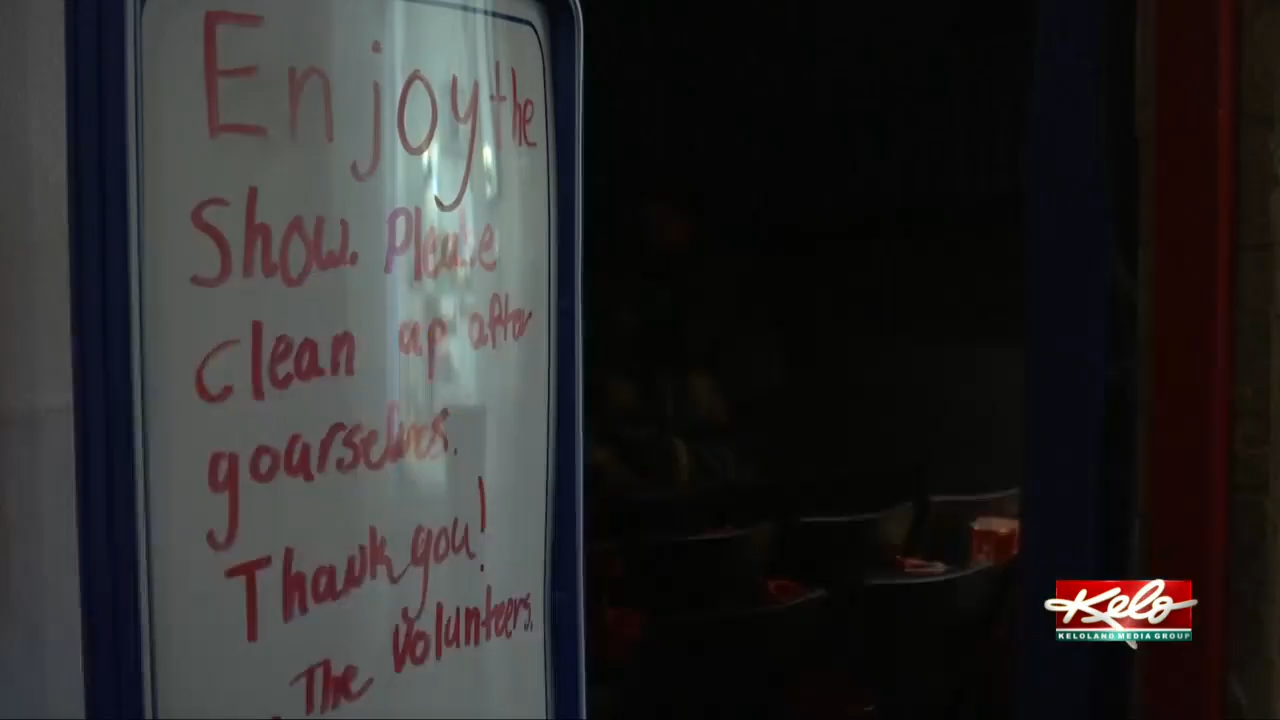 Enjoy the
Show. Please
clean up after
yourselves.
Thank you!
The Volunteers.
Kelo
KELOLAND MEDIA GROUP